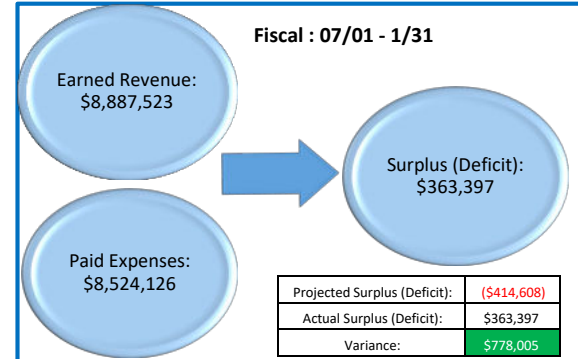 Fiscal : 07/01 - 1/31
Earned Revenue:
$8,887,523
Surplus (Deficit):
$363,397
Paid Expenses:
$8,524,126
Projected Surplus (Deficit): ($414,608)
Actual Surplus (Deficit): $363,397
Variance: $778,005